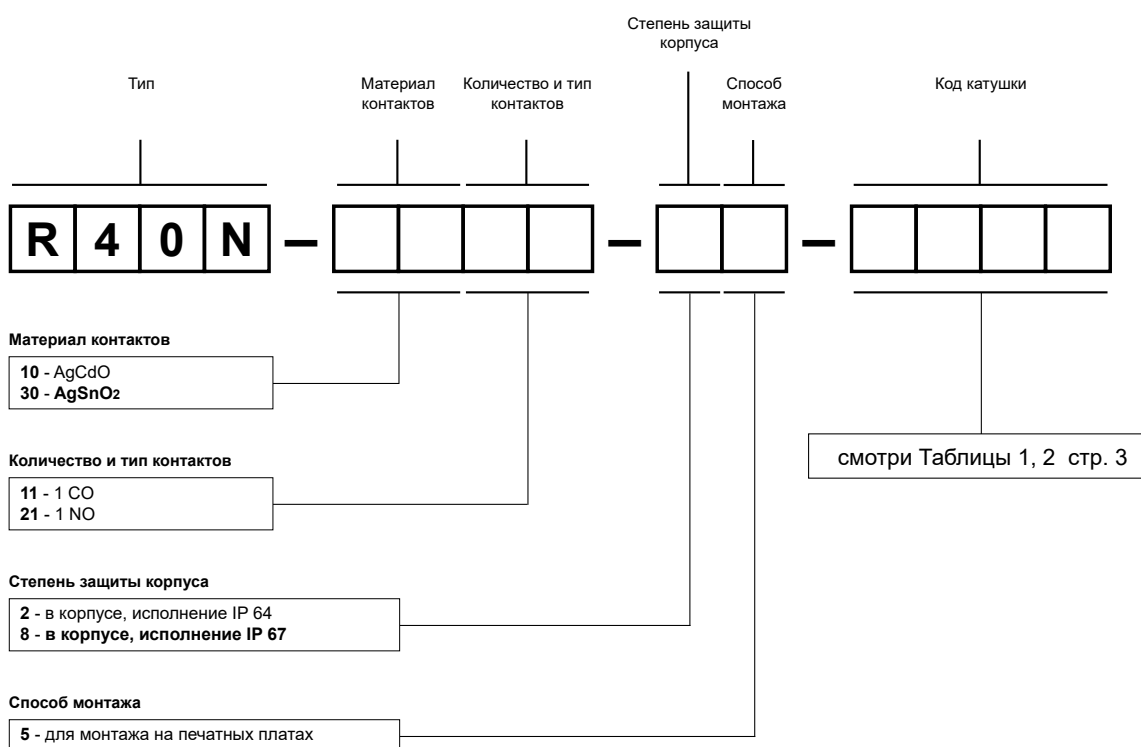 Степень защиты
корпуса
Тип
Материал
контактов
Количество и тип
контактов
Способ
монтажа
Код катушки
R 4 0 N – – –
Материал контактов
10 - AgCdO
30 - AgSnO2
Количество и тип контактов
11 - 1 CO
21 - 1 NO
смотри Таблицы 1, 2 стр. 3
Степень защиты корпуса
2 - в корпусе, исполнение IP 64
8 - в корпусе, исполнение IP 67
Способ монтажа
5 - для монтажа на печатных платах